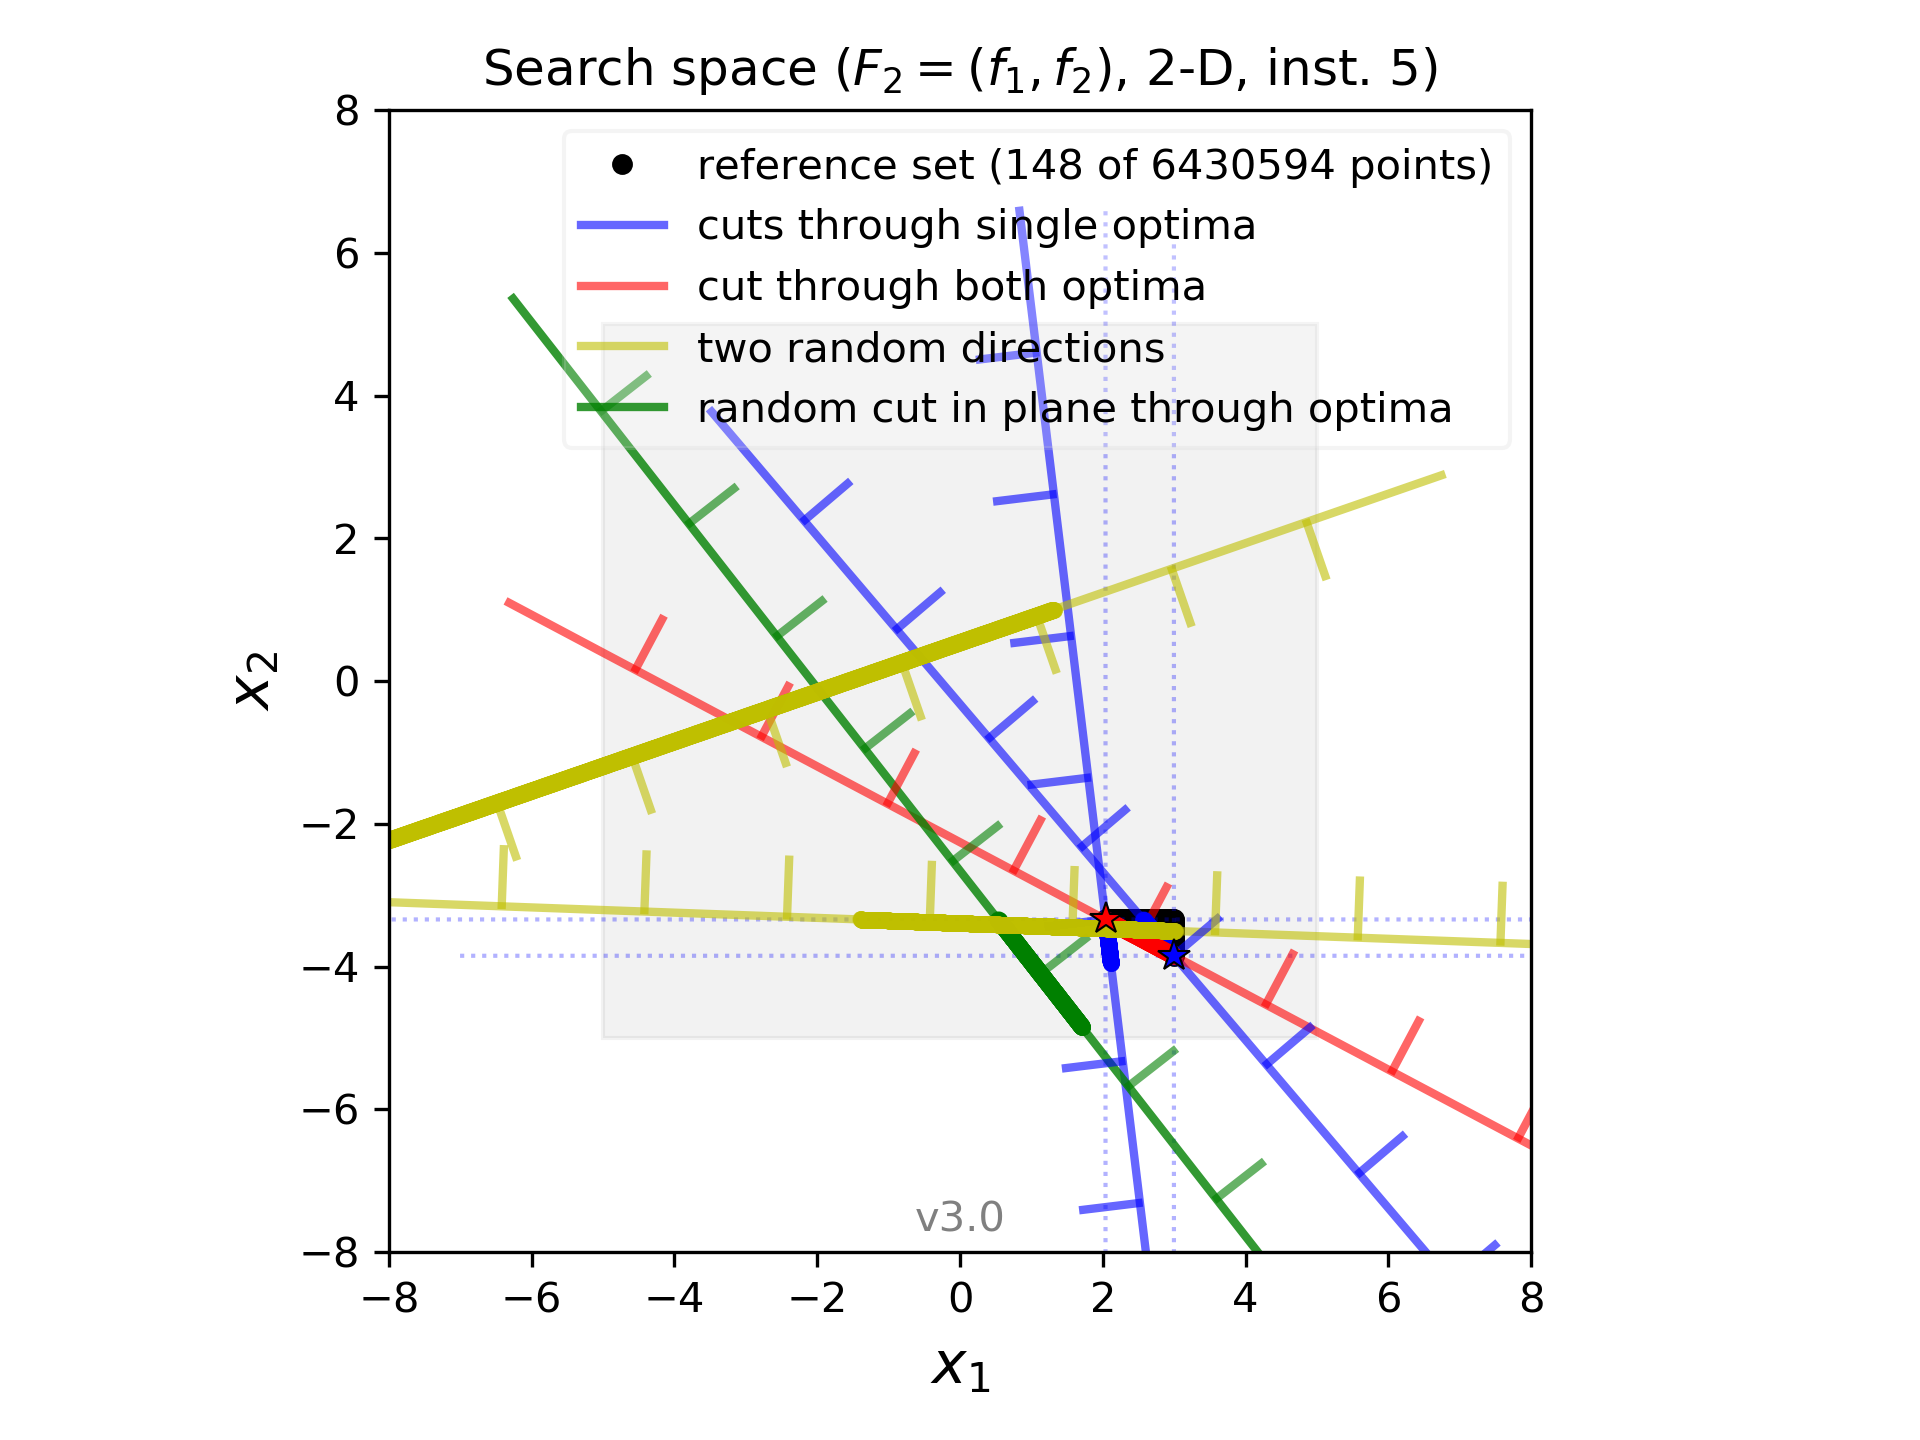 Search space (F₂ = (f₁, f₂), 2-D, inst. 5)
8
reference set (148 of 6430594 points)
cuts through single optima
6
cut through both optima
two random directions
4
random cut in plane through optima
2
x₂
0
−2
−4
−6
v3.0
−8
−8 −6 −4 −2 0 2 4 6 8
x₁